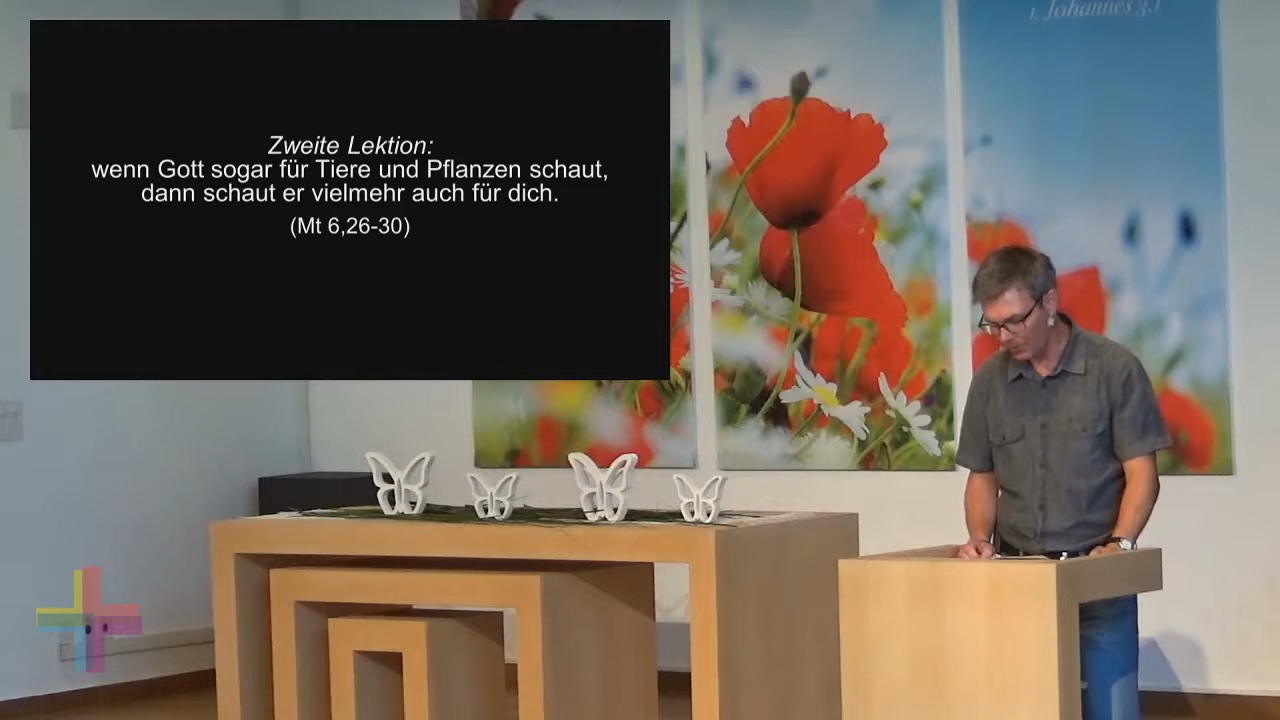 1. Johannes 3,1
Zweite Lektion:
wenn Gott sogar für Tiere und Pflanzen schaut,
dann schaut er vielmehr auch für dich.
(Mt 6,26-30)